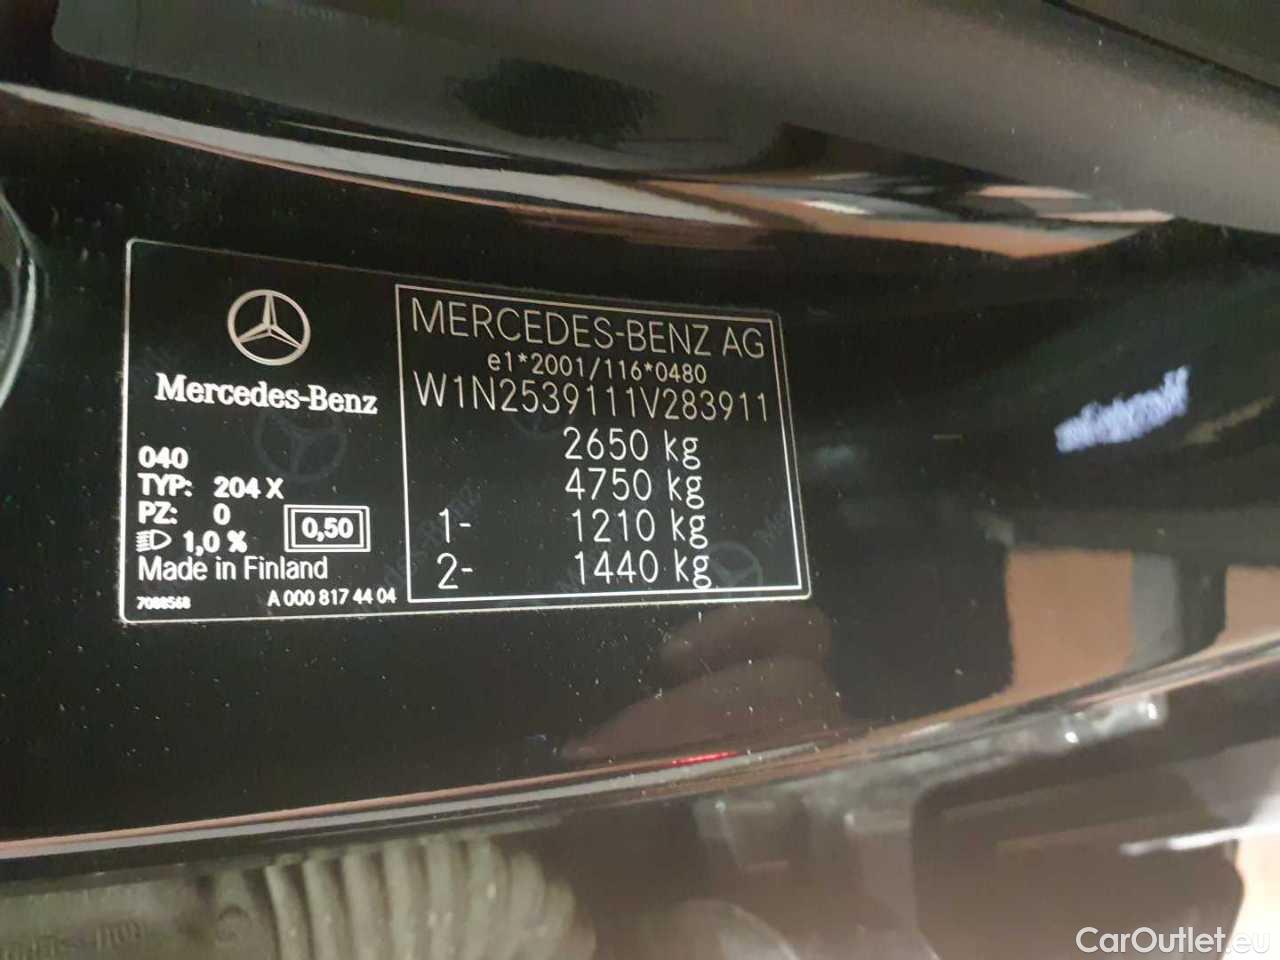 Mercedes-Benz
040
TYP: 204 X
PZ: 0
1,0 %
0,50
Made in Finland
7088568 A 000 817 44 04
MERCEDES-BENZ AG
e1*2001/116*0480
W1N2539111V283911
2650 kg
4750 kg
1- 1210 kg
2- 1440 kg
CarOutlet.eu